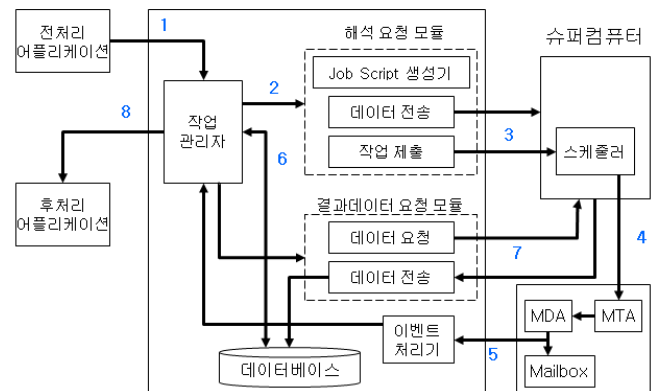 전처리
어플리케이션
1
해석 요청 모듈
슈퍼컴퓨터
Job Script 생성기
2
데이터 전송
8
작업
관리자
작업 제출
3
스케줄러
6
후처리
어플리케이션
결과데이터 요청 모듈
데이터 요청
7
4
데이터 전송
이벤트
처리기
5
MDA
MTA
Mailbox
데이터베이스